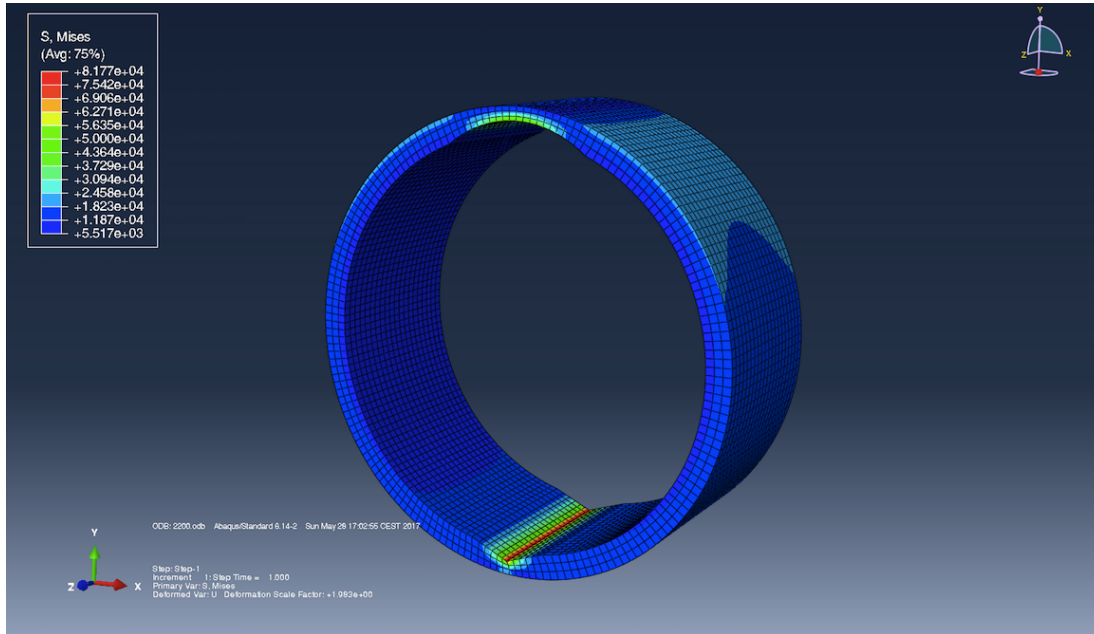 S, Mises
(Avg: 75%)
+8.177e+04
+7.542e+04
+6.906e+04
+6.271e+04
+5.635e+04
+5.000e+04
+4.364e+04
+3.729e+04
+3.094e+04
+2.458e+04
+1.823e+04
+1.187e+04
+5.517e+03
Y
Z X
ODB: 2200.odb Abaqus/Standard 6.14-2 Sun May 28 17:02:56 CEST 2017
Y
Z X
Step: Step-1
Increment 1: Step Time = 1.000
Primary Var: S, Mises
Deformed Var: U Deformation Scale Factor: +1.983e+00